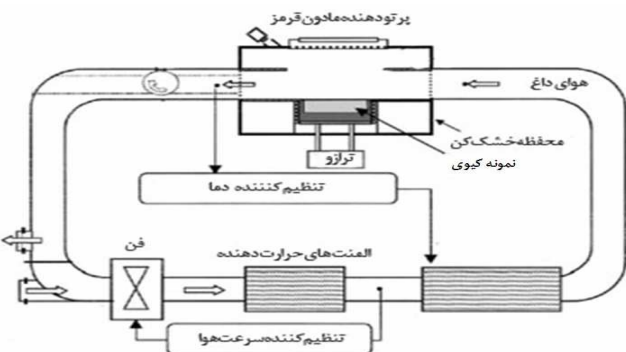 پرتودهنده مادون قرمز
هوای داغ
محفظه خشک کن
نمونه کیوی
ترازو
تنظیم کننده دما
فن
المنت های حرارت دهنده
تنظیم کننده سرعت هوا